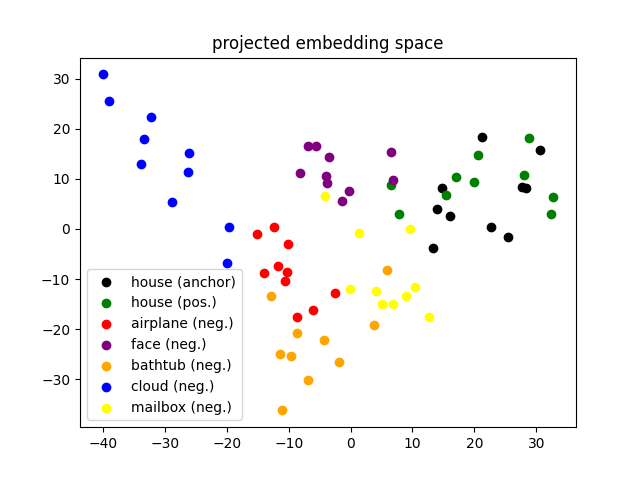 projected embedding space
30
20
10
0
−10
−20
−30
house (anchor)
house (pos.)
airplane (neg.)
face (neg.)
bathtub (neg.)
cloud (neg.)
mailbox (neg.)
−40 −30 −20 −10 0 10 20 30